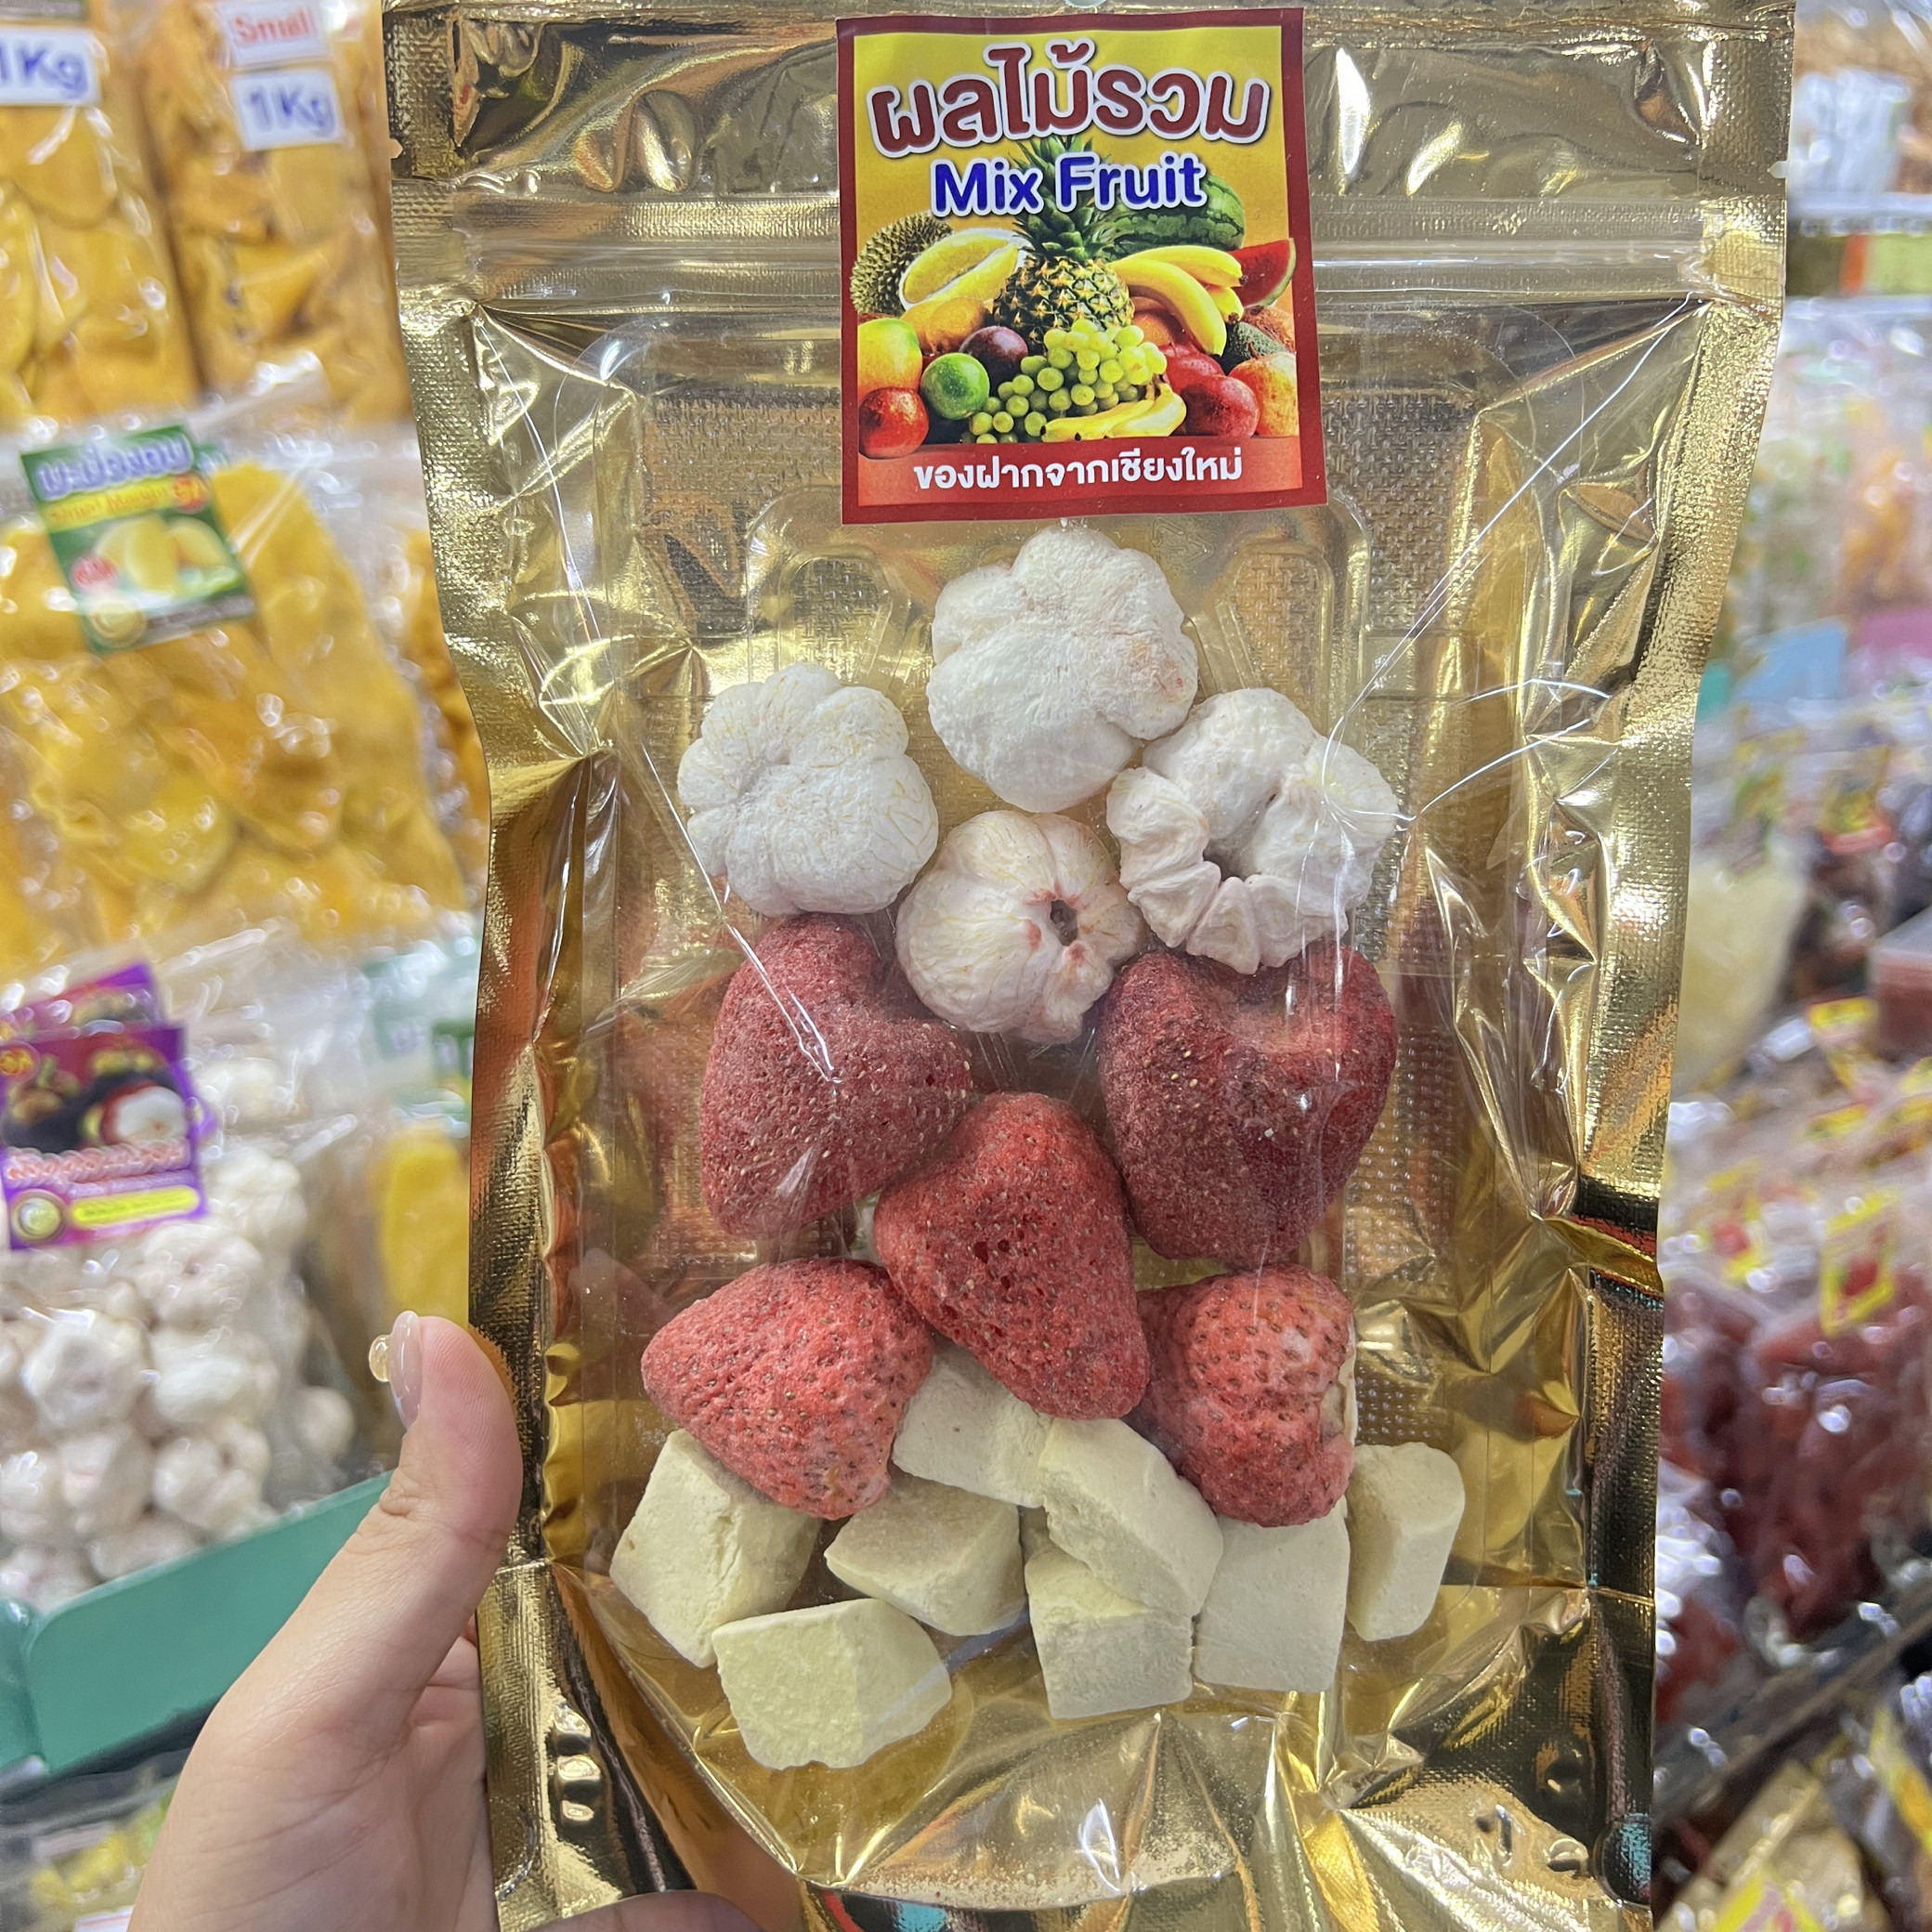 1Kg
Small
1Kg
ผลไม้รวม
Mix Fruit
ของฝากจากเชียงใหม่